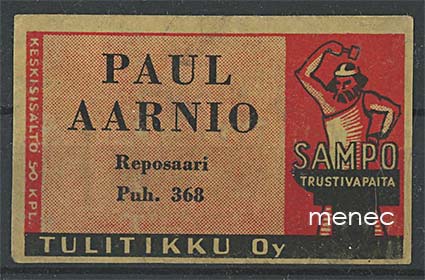 KESKISISÄLTÖ 50 KPL.
PAUL
AARNIO
Reposaari
Puh. 368
SAMPO
TRUSTIVAPAITA
menec
TULITIKKU Oy